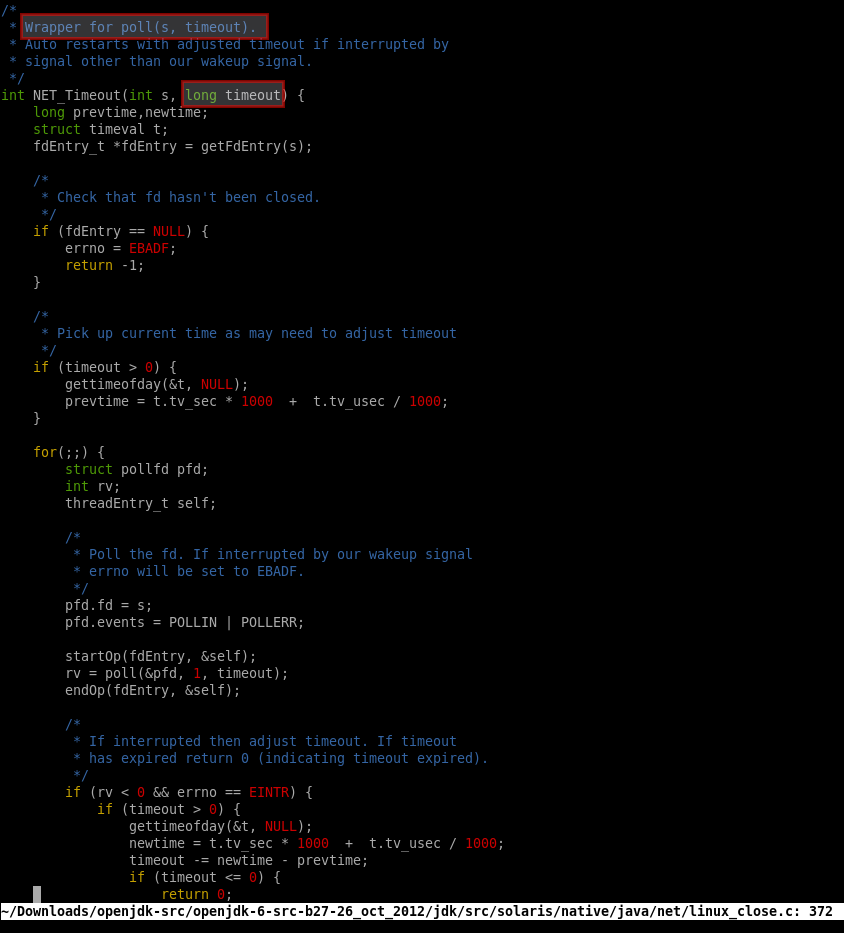 /*
 * Wrapper for poll(s, timeout).
 * Auto restarts with adjusted timeout if interrupted by
 * signal other than our wakeup signal.
 */
int NET_Timeout(int s, long timeout) {
    long prevtime,newtime;
    struct timeval t;
    fdEntry_t *fdEntry = getFdEntry(s);

    /*
     * Check that fd hasn't been closed.
     */
    if (fdEntry == NULL) {
        errno = EBADF;
        return -1;
    }

    /*
     * Pick up current time as may need to adjust timeout
     */
    if (timeout > 0) {
        gettimeofday(&t, NULL);
        prevtime = t.tv_sec * 1000  +  t.tv_usec / 1000;
    }

    for(;;) {
        struct pollfd pfd;
        int rv;
        threadEntry_t self;

        /*
         * Poll the fd. If interrupted by our wakeup signal
         * errno will be set to EBADF.
         */
        pfd.fd = s;
        pfd.events = POLLIN | POLLERR;

        startOp(fdEntry, &self);
        rv = poll(&pfd, 1, timeout);
        endOp(fdEntry, &self);

        /*
         * If interrupted then adjust timeout. If timeout
         * has expired return 0 (indicating timeout expired).
         */
        if (rv < 0 && errno == EINTR) {
            if (timeout > 0) {
                gettimeofday(&t, NULL);
                newtime = t.tv_sec * 1000  +  t.tv_usec / 1000;
                timeout -= newtime - prevtime;
                if (timeout <= 0) {
                    return 0;
~/Downloads/openjdk-src/openjdk-6-src-b27-26_oct_2012/jdk/src/solaris/native/java/net/linux_close.c: 372